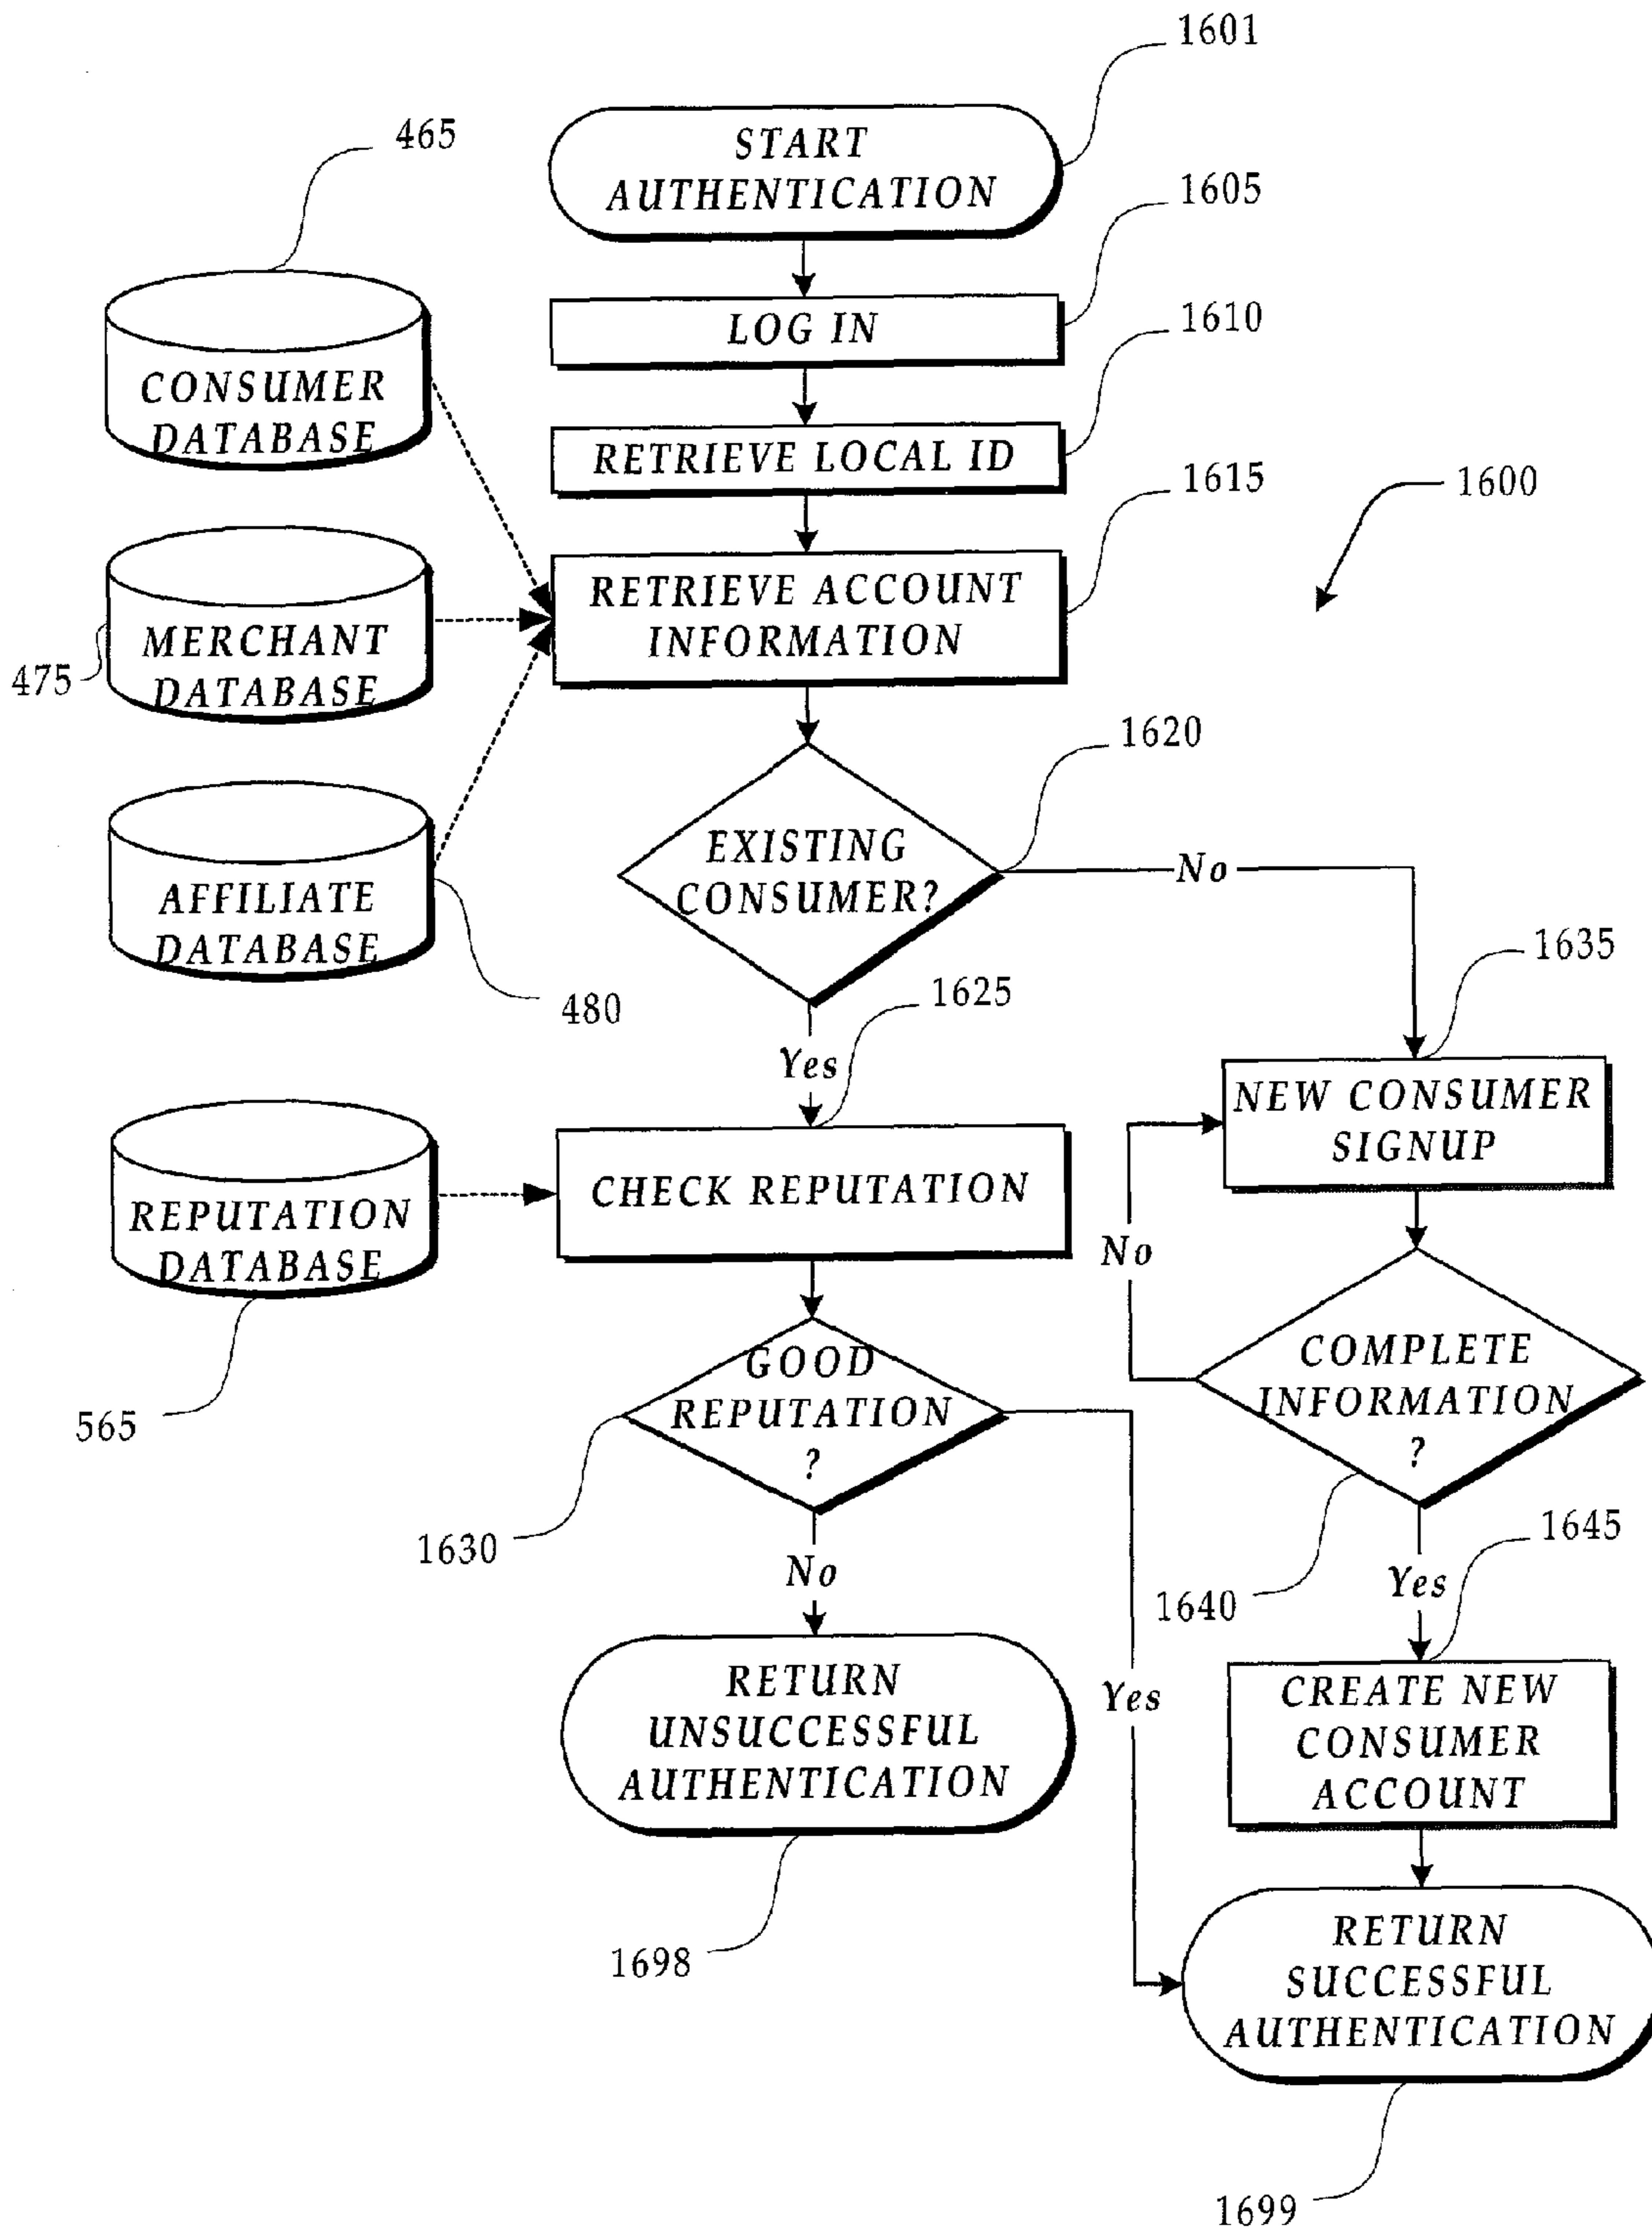 1601
START
AUTHENTICATION
465
1605
LOG IN
1610
CONSUMER
DATABASE
RETRIEVE LOCAL ID
1615
1600
RETRIEVE ACCOUNT
INFORMATION
MERCHANT
DATABASE
475
1620
EXISTING
CONSUMER?
No
AFFILIATE
DATABASE
480
1635
1625
Yes
NEW CONSUMER
SIGNUP
CHECK REPUTATION
REPUTATION
DATABASE
No
565
GOOD
REPUTATION
?
COMPLETE
INFORMATION
?
1630
No
1645
Yes
1640
RETURN
UNSUCCESSFUL
AUTHENTICATION
Yes
CREATE NEW
CONSUMER
ACCOUNT
1698
RETURN
SUCCESSFUL
AUTHENTICATION
1699